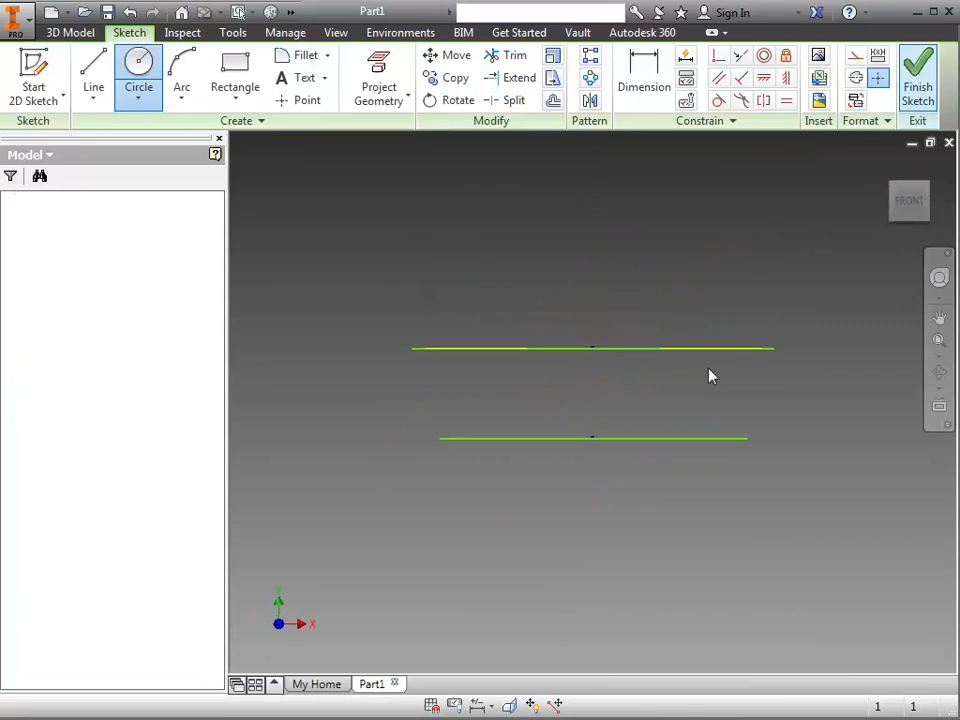 Part1
Sign In
PRO
3D Model Sketch Inspect Tools Manage View Environments BIM Get Started Vault Autodesk 360
Start
2D Sketch
Line
Circle
Arc
Rectangle
Fillet
Text
Point
Project
Geometry
Move
Copy
Rotate
Trim
Extend
Split
Dimension
Finish
Sketch
Sketch Create Modify Pattern Constrain Insert Format Exit
Model
FRONT
X
My Home Part1
1 1